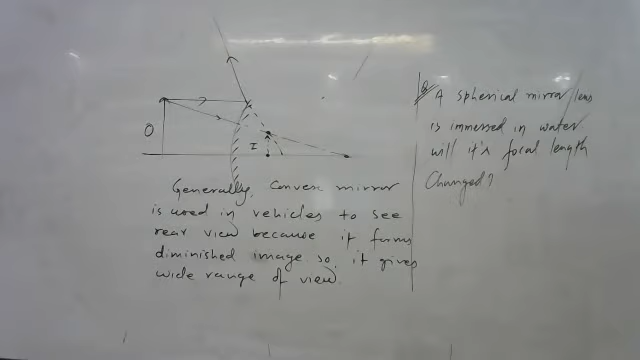 O
I
Generally, convex mirror
is used in vehicles to see
rear view because it forms
diminished image so, it gives
wide range of view.
Q A spherical mirror/lens
is immersed in water
will it's focal length
Changed?